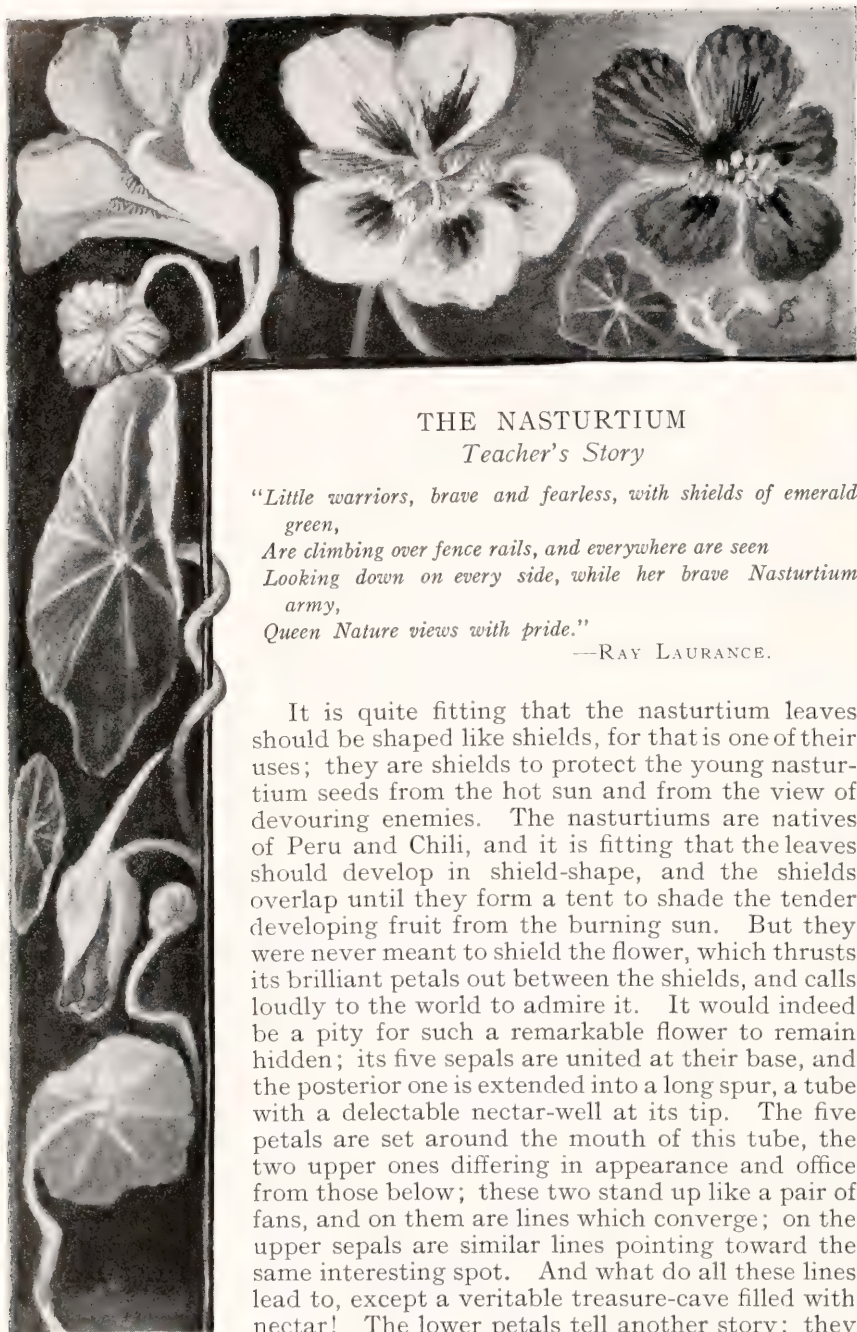 THE NASTURTIUM
Teacher's Story
"Little warriors, brave and fearless, with shields of emerald
green,
Are climbing over fence rails, and everywhere are seen
Looking down on every side, while her brave Nasturtium
army,
Queen Nature views with pride."
—RAY LAURANCE.
It is quite fitting that the nasturtium leaves
should be shaped like shields, for that is one of their
uses; they are shields to protect the young nastur-
tium seeds from the hot sun and from the view of
devouring enemies. The nasturtiums are natives
of Peru and Chili, and it is fitting that the leaves
should develop in shield-shape, and the shields
overlap until they form a tent to shade the tender
developing fruit from the burning sun. But they
were never meant to shield the flower, which thrusts
its brilliant petals out between the shields, and calls
loudly to the world to admire it. It would indeed
be a pity for such a remarkable flower to remain
hidden; its five sepals are united at their base, and
the posterior one is extended into a long spur, a tube
with a delectable nectar-well at its tip. The five
petals are set around the mouth of this tube, the
two upper ones differing in appearance and office
from those below; these two stand up like a pair of
fans, and on them are lines which converge; on the
upper sepals are similar lines pointing toward the
same interesting spot. And what do all these lines
lead to, except a veritable treasure-cave filled with
nectar! The lower petals tell another story; they